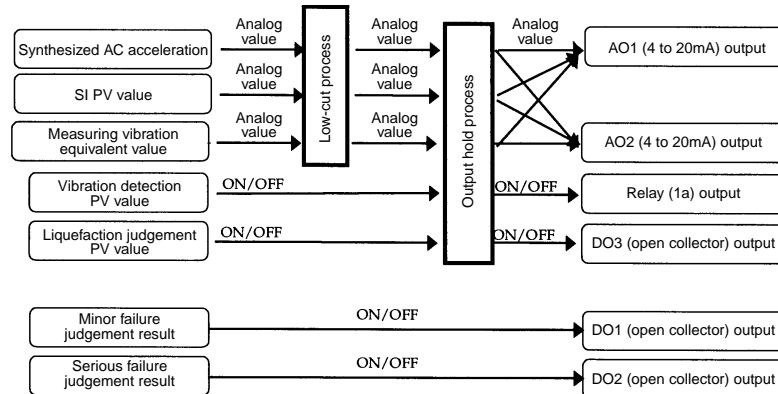 Synthesized AC acceleration
Analog
value
Low-cut process
Analog
value
Output hold process
Analog
value
AO1 (4 to 20mA) output
SI PV value
Analog
value
Analog
value
Measuring vibration
equivalent value
Analog
value
Analog
value
AO2 (4 to 20mA) output
Vibration detection
PV value
ON/OFF
ON/OFF
Relay (1a) output
Liquefaction judgement
PV value
ON/OFF
ON/OFF
DO3 (open collector) output
Minor failure
judgement result
ON/OFF
DO1 (open collector) output
Serious failure
judgement result
ON/OFF
DO2 (open collector) output